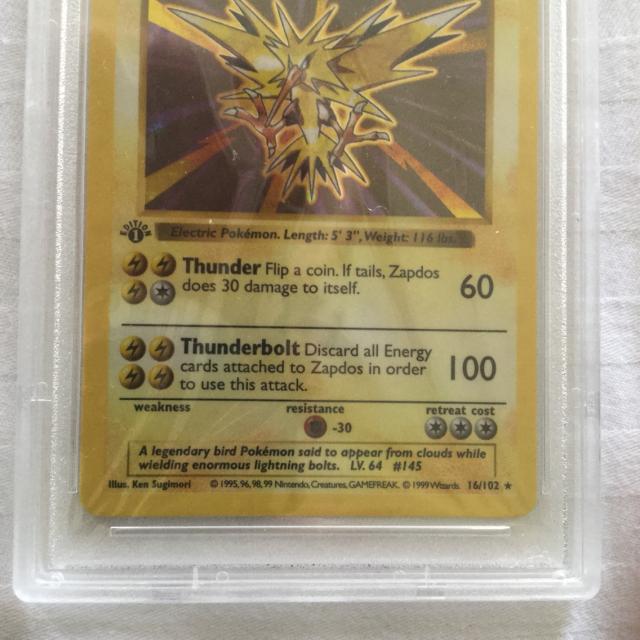 EDITION 1
Electric Pokémon. Length: 5' 3", Weight: 116 lbs.
Thunder Flip a coin. If tails, Zapdos
does 30 damage to itself.
60
Thunderbolt Discard all Energy
cards attached to Zapdos in order
to use this attack.
100
weakness resistance retreat cost
-30
A legendary bird Pokémon said to appear from clouds while
wielding enormous lightning bolts. LV. 64 #145
Illus. Ken Sugimori © 1995, 96, 98, 99 Nintendo, Creatures, GAMEFREAK. © 1999 Wizards. 16/102 ★